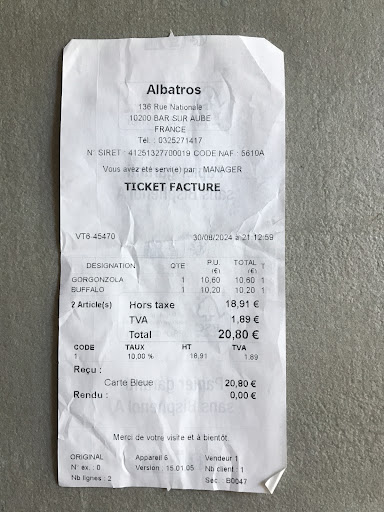 Albatros
136 Rue Nationale
10200 BAR SUR AUBE
FRANCE
Tel. : 0325271417
N° SIRET : 41251327700019 CODE NAF : 5610A
Vous avez été servi(e) par : MANAGER
TICKET FACTURE
VT6-45470 30/08/2024 à 21:12:59
DESIGNATION QTE P.U. (€) TOTAL (€) T
GORGONZOLA 1 10,60 10,60 1
BUFFALO 1 10,20 10,20 1
2 Article(s) Hors taxe 18,91 €
TVA 1,89 €
Total 20,80 €
CODE TAUX HT TVA
1 10,00 % 18,91 1,89
Reçu :
Carte Bleue 20,80 €
Rendu : 0,00 €
Merci de votre visite et à bientôt.
ORIGINAL Appareil 6 Vendeur 1
N° ex. : 0 Version : 15.01.05 Nb client : 1
Nb lignes : 2 Sec. : B0047